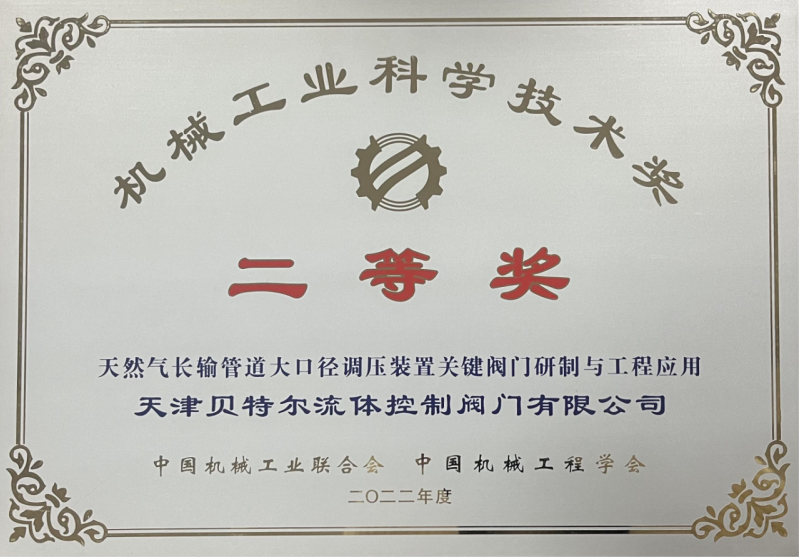 机械工业科学技术奖
二等奖
天然气长输管道大口径调压装置关键阀门研制与工程应用
天津贝特尔流体控制阀门有限公司
中国机械工业联合会 中国机械工程学会
二〇二二年度